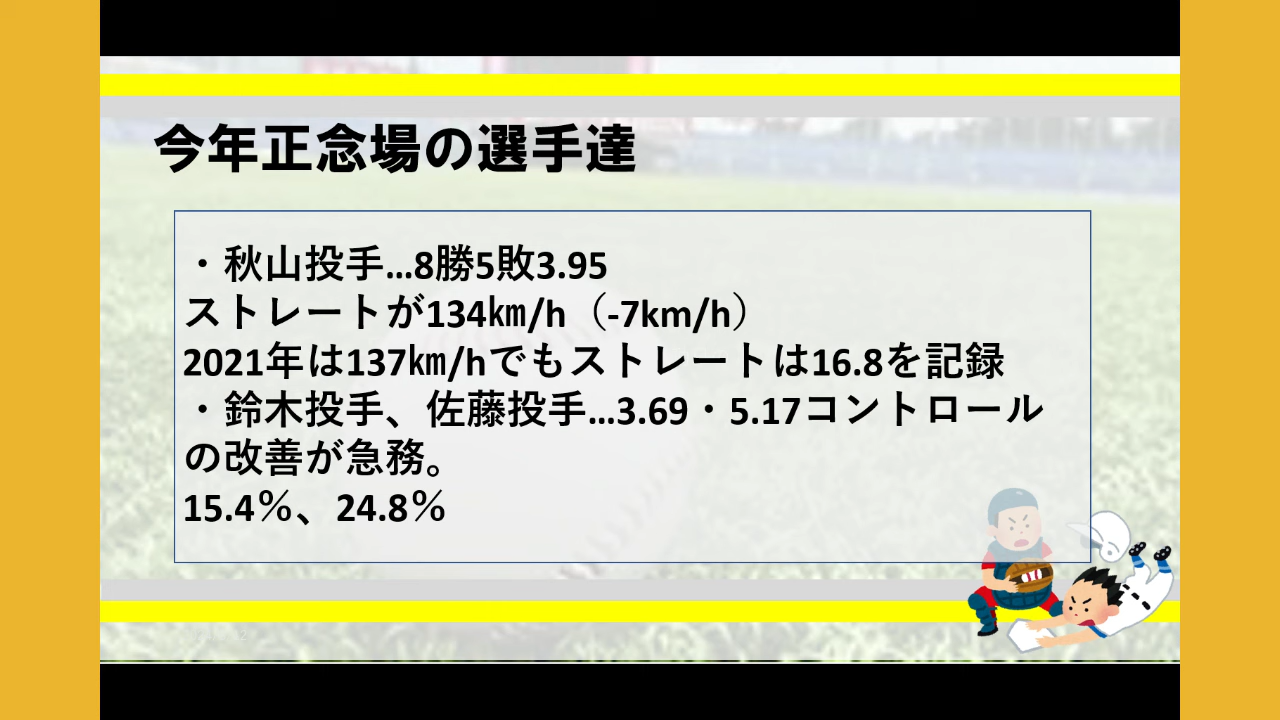 今年正念場の選手達
・秋山投手…8勝5敗3.95
ストレートが134㎞/h（-7km/h）
2021年は137㎞/hでもストレートは16.8を記録
・鈴木投手、佐藤投手…3.69・5.17コントロール
の改善が急務。
15.4％、24.8％